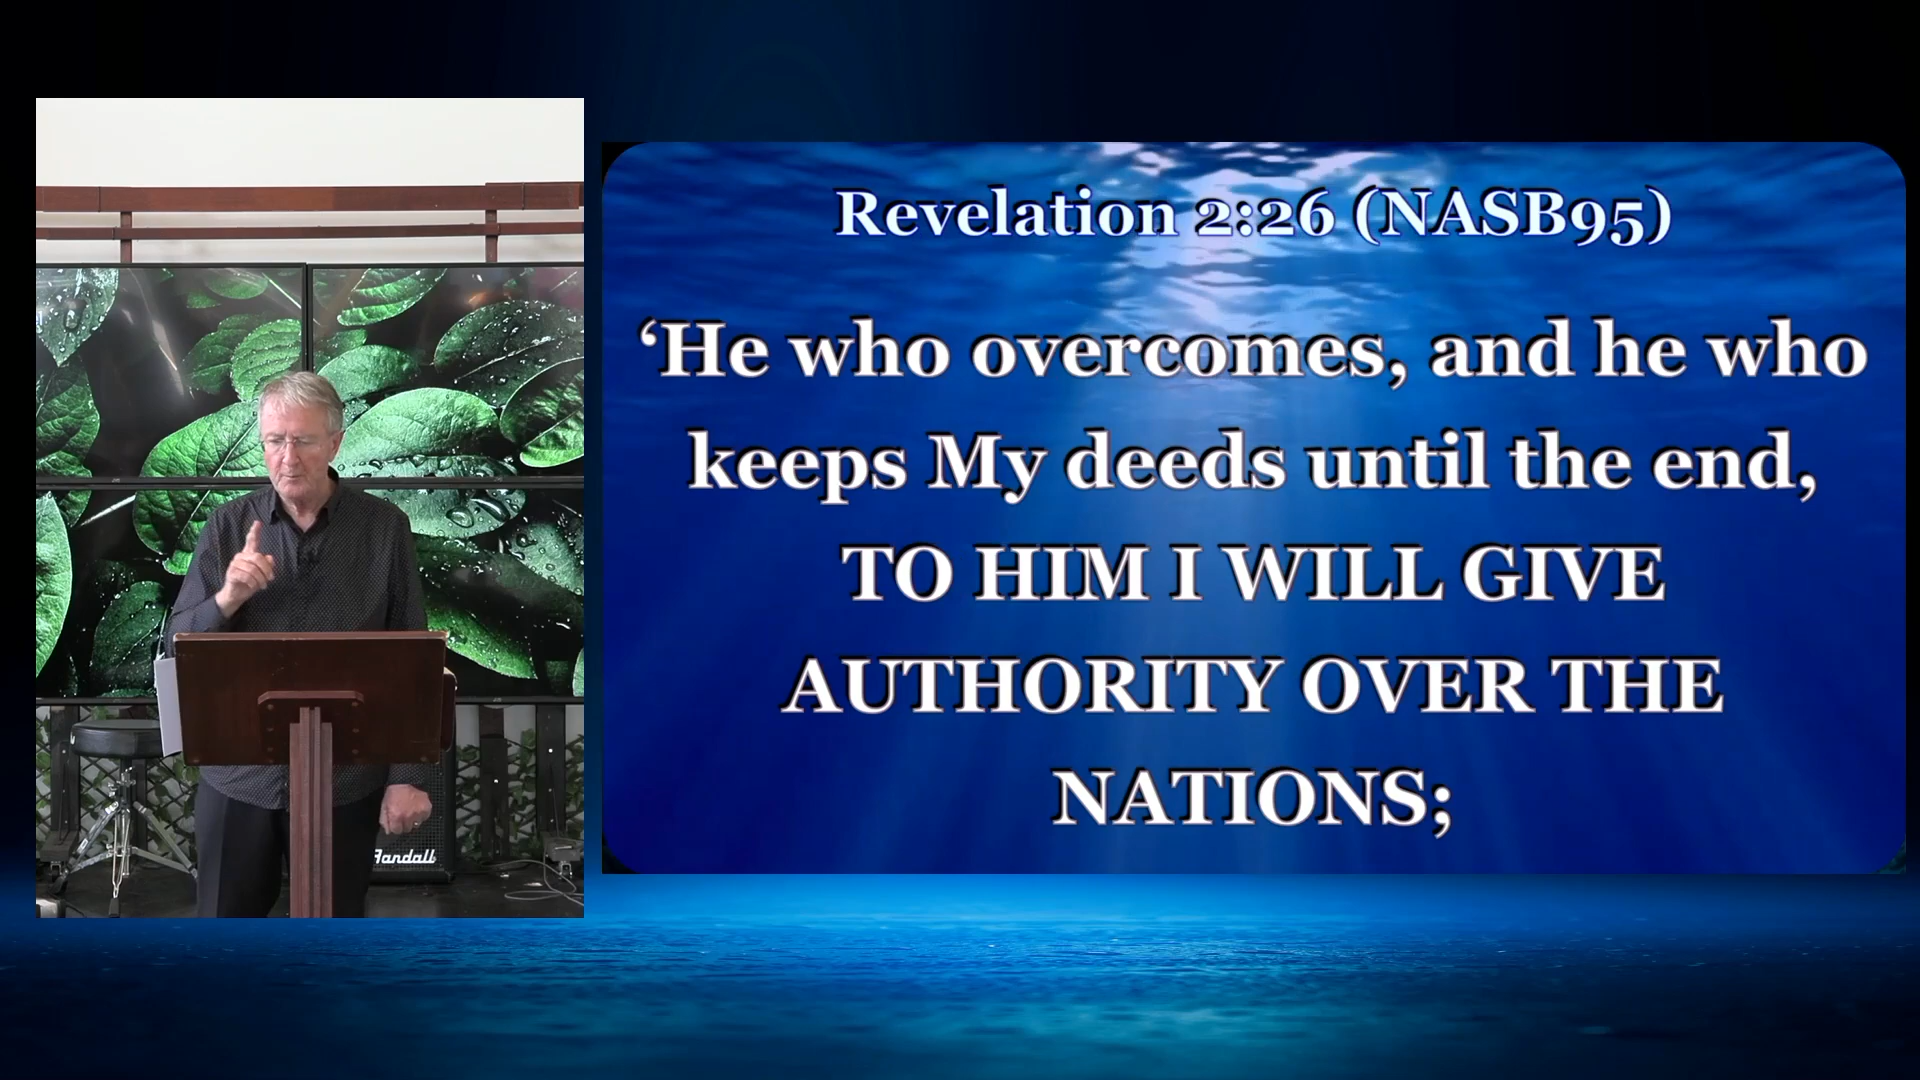 Revelation 2:26 (NASB95)
‘He who overcomes, and he who
keeps My deeds until the end,
TO HIM I WILL GIVE
AUTHORITY OVER THE
NATIONS;
Randall